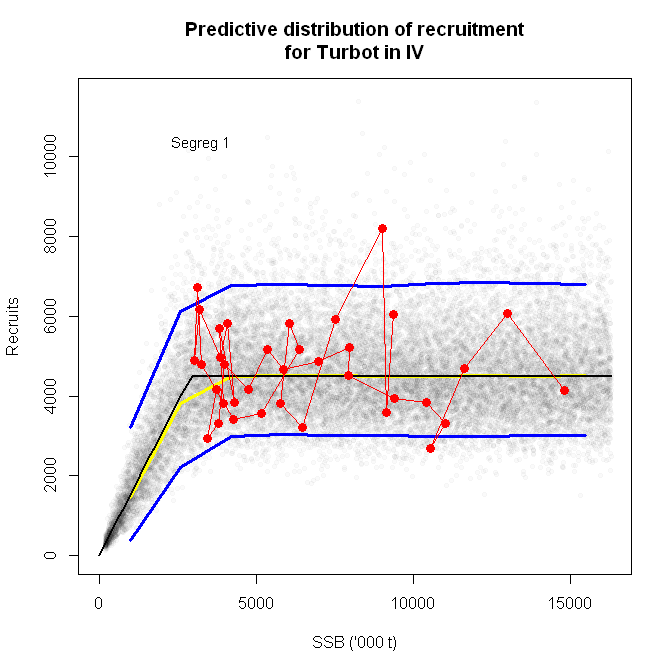 Predictive distribution of recruitment
for Turbot in IV
Segreg 1
Recruits
10000
8000
6000
4000
2000
0
0 5000 10000 15000
SSB ('000 t)